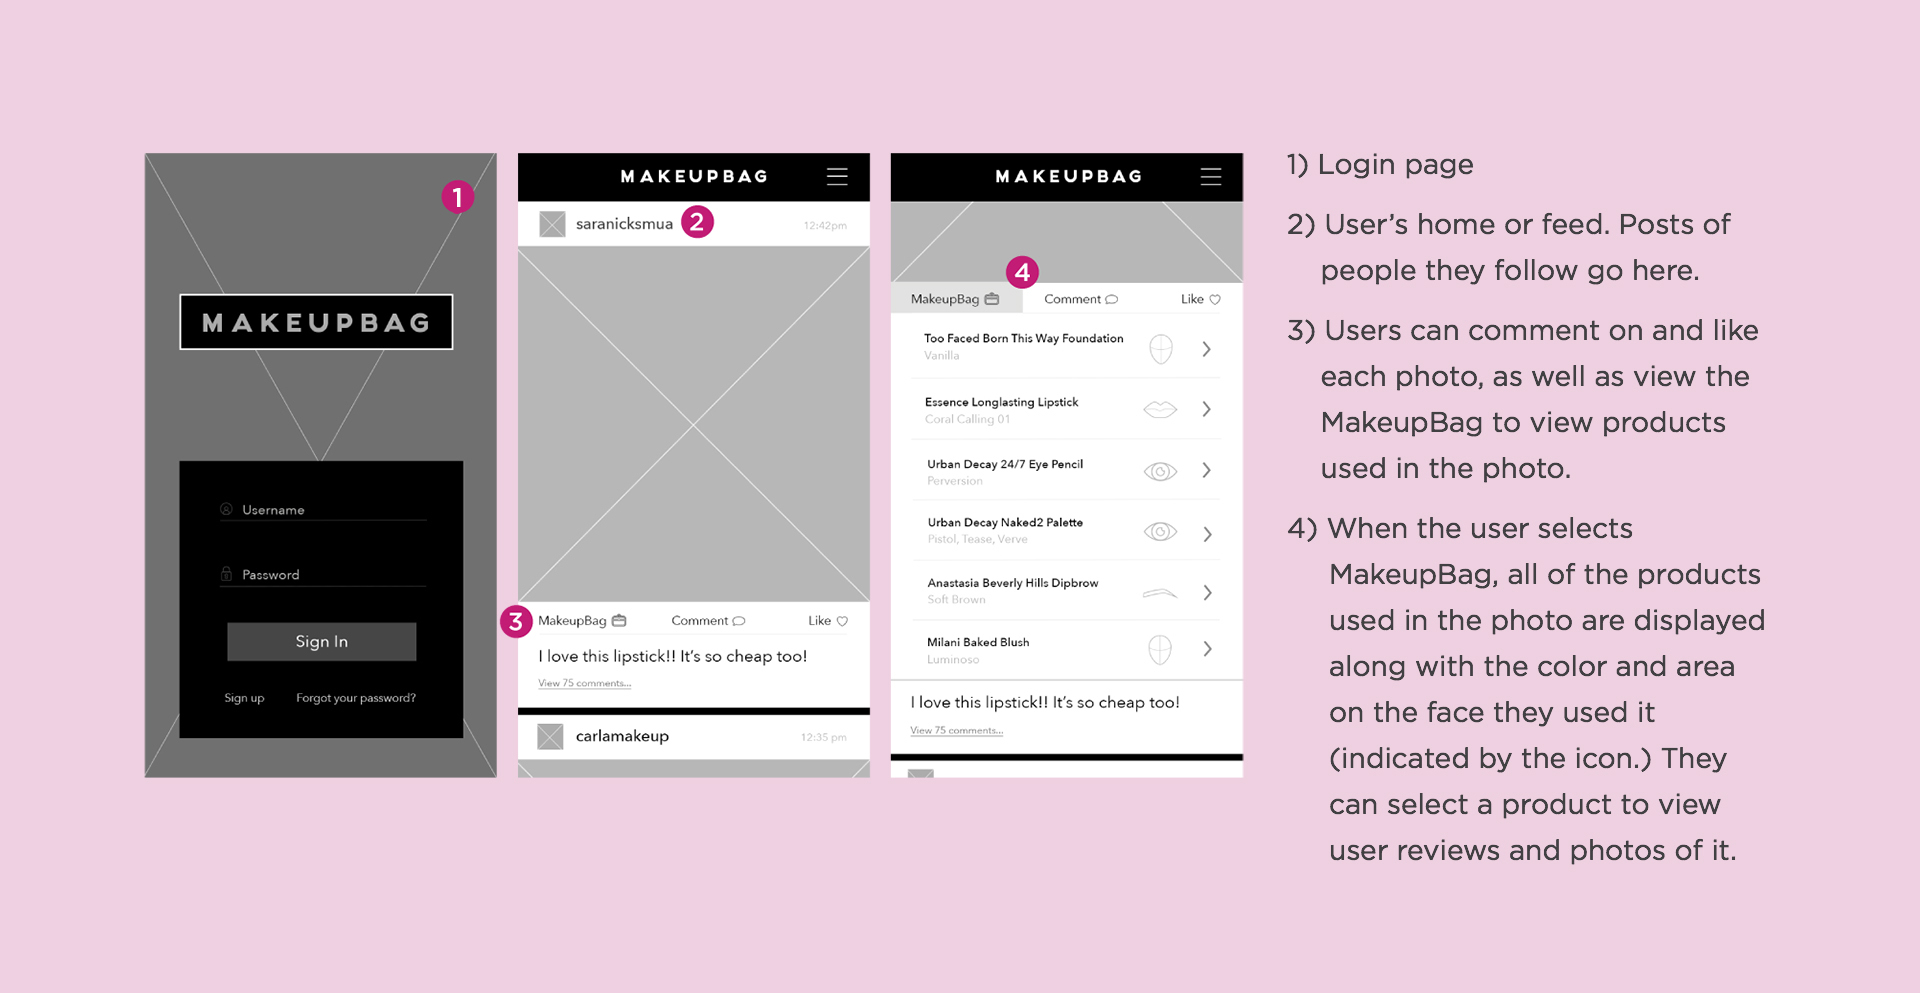 1
MAKEUPBAG
Username
Password
Sign In
Sign up Forgot your password?
MAKEUPBAG
saranicksmua 2 12:42pm
3 MakeupBag Comment Like
I love this lipstick!! It's so cheap too!
View 75 comments...
carlamakeup 12:35 pm
MAKEUPBAG
4
MakeupBag Comment Like
Too Faced Born This Way Foundation
Vanilla
Essence Longlasting Lipstick
Coral Calling 01
Urban Decay 24/7 Eye Pencil
Perversion
Urban Decay Naked2 Palette
Pistol, Tease, Verve
Anastasia Beverly Hills Dipbrow
Soft Brown
Milani Baked Blush
Luminoso
I love this lipstick!! It's so cheap too!
View 75 comments...
1) Login page
2) User’s home or feed. Posts of
people they follow go here.
3) Users can comment on and like
each photo, as well as view the
MakeupBag to view products
used in the photo.
4) When the user selects
MakeupBag, all of the products
used in the photo are displayed
along with the color and area
on the face they used it
(indicated by the icon.) They
can select a product to view
user reviews and photos of it.